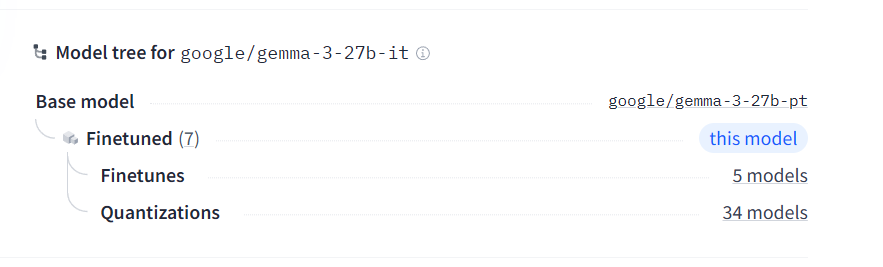 Model tree for google/gemma-3-27b-it
Base model google/gemma-3-27b-pt
Finetuned (7) this model
Finetunes 5 models
Quantizations 34 models